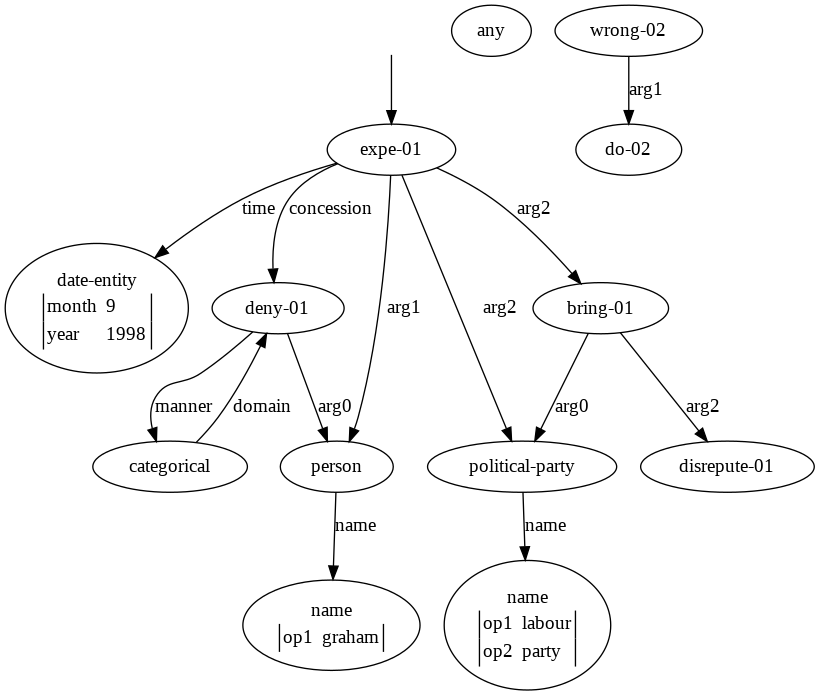 any
wrong-02
arg1
expe-01
do-02
time
concession
arg2
date-entity
month 9
year 1998
deny-01
arg1
arg2
bring-01
manner
domain
arg0
arg0
arg2
categorical
person
political-party
disrepute-01
name
name
name
op1 graham
name
op1 labour
op2 party